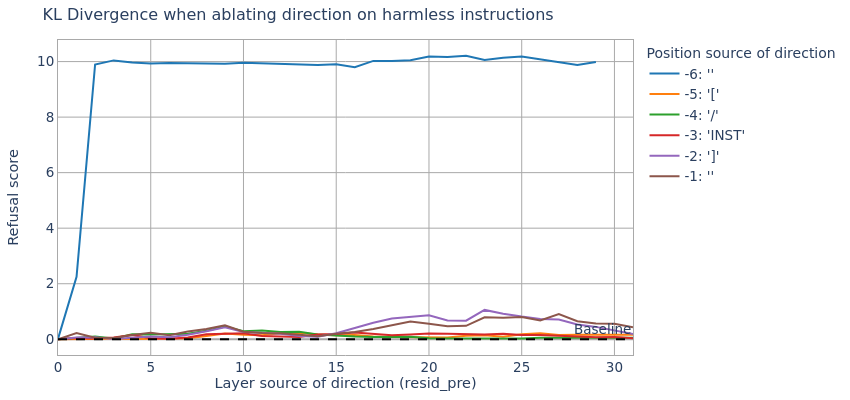 KL Divergence when ablating direction on harmless instructions
Position source of direction
-6: ''
-5: '['
-4: '/'
-3: 'INST'
-2: ']'
-1: ''
Refusal score
10
8
6
4
2
0
Baseline
0 5 10 15 20 25 30
Layer source of direction (resid_pre)